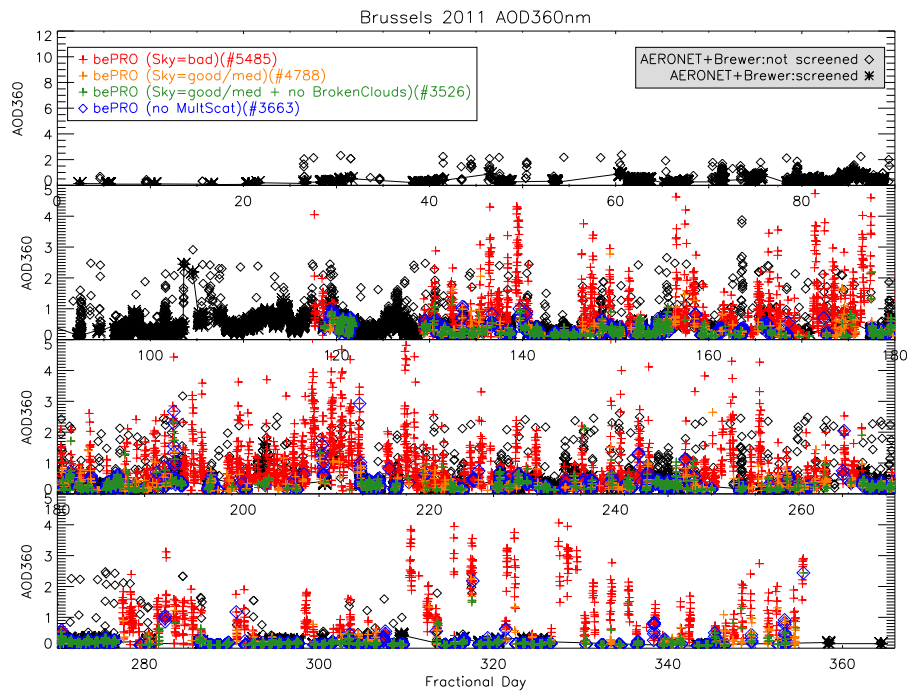 Brussels 2011 AOD360nm
12
10
8
6
4
2
0
AOD360
+ bePRO (Sky=bad)(#5485)
+ bePRO (Sky=good/med)(#4788)
+ bePRO (Sky=good/med + no BrokenClouds)(#3526)
◇ bePRO (no MultScat)(#3663)
AERONET+Brewer:not screened ◇
AERONET+Brewer:screened ✱
0 20 40 60 80
5
4
3
2
1
0
AOD360
100 120 140 160 180
5
4
3
2
1
0
AOD360
180 200 220 240 260
5
4
3
2
1
0
AOD360
280 300 320 340 360
Fractional Day